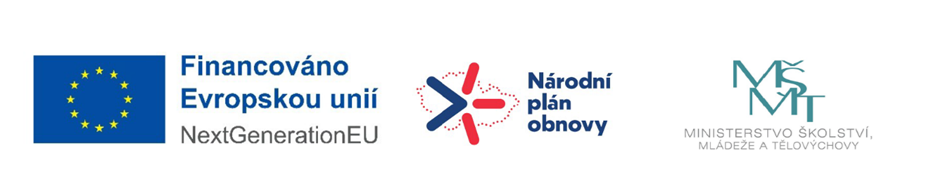 Financováno
Evropskou unií
NextGenerationEU
Národní
plán
obnovy
MŠ
MT
MINISTERSTVO ŠKOLSTVÍ,
MLÁDEŽE A TĚLOVÝCHOVY